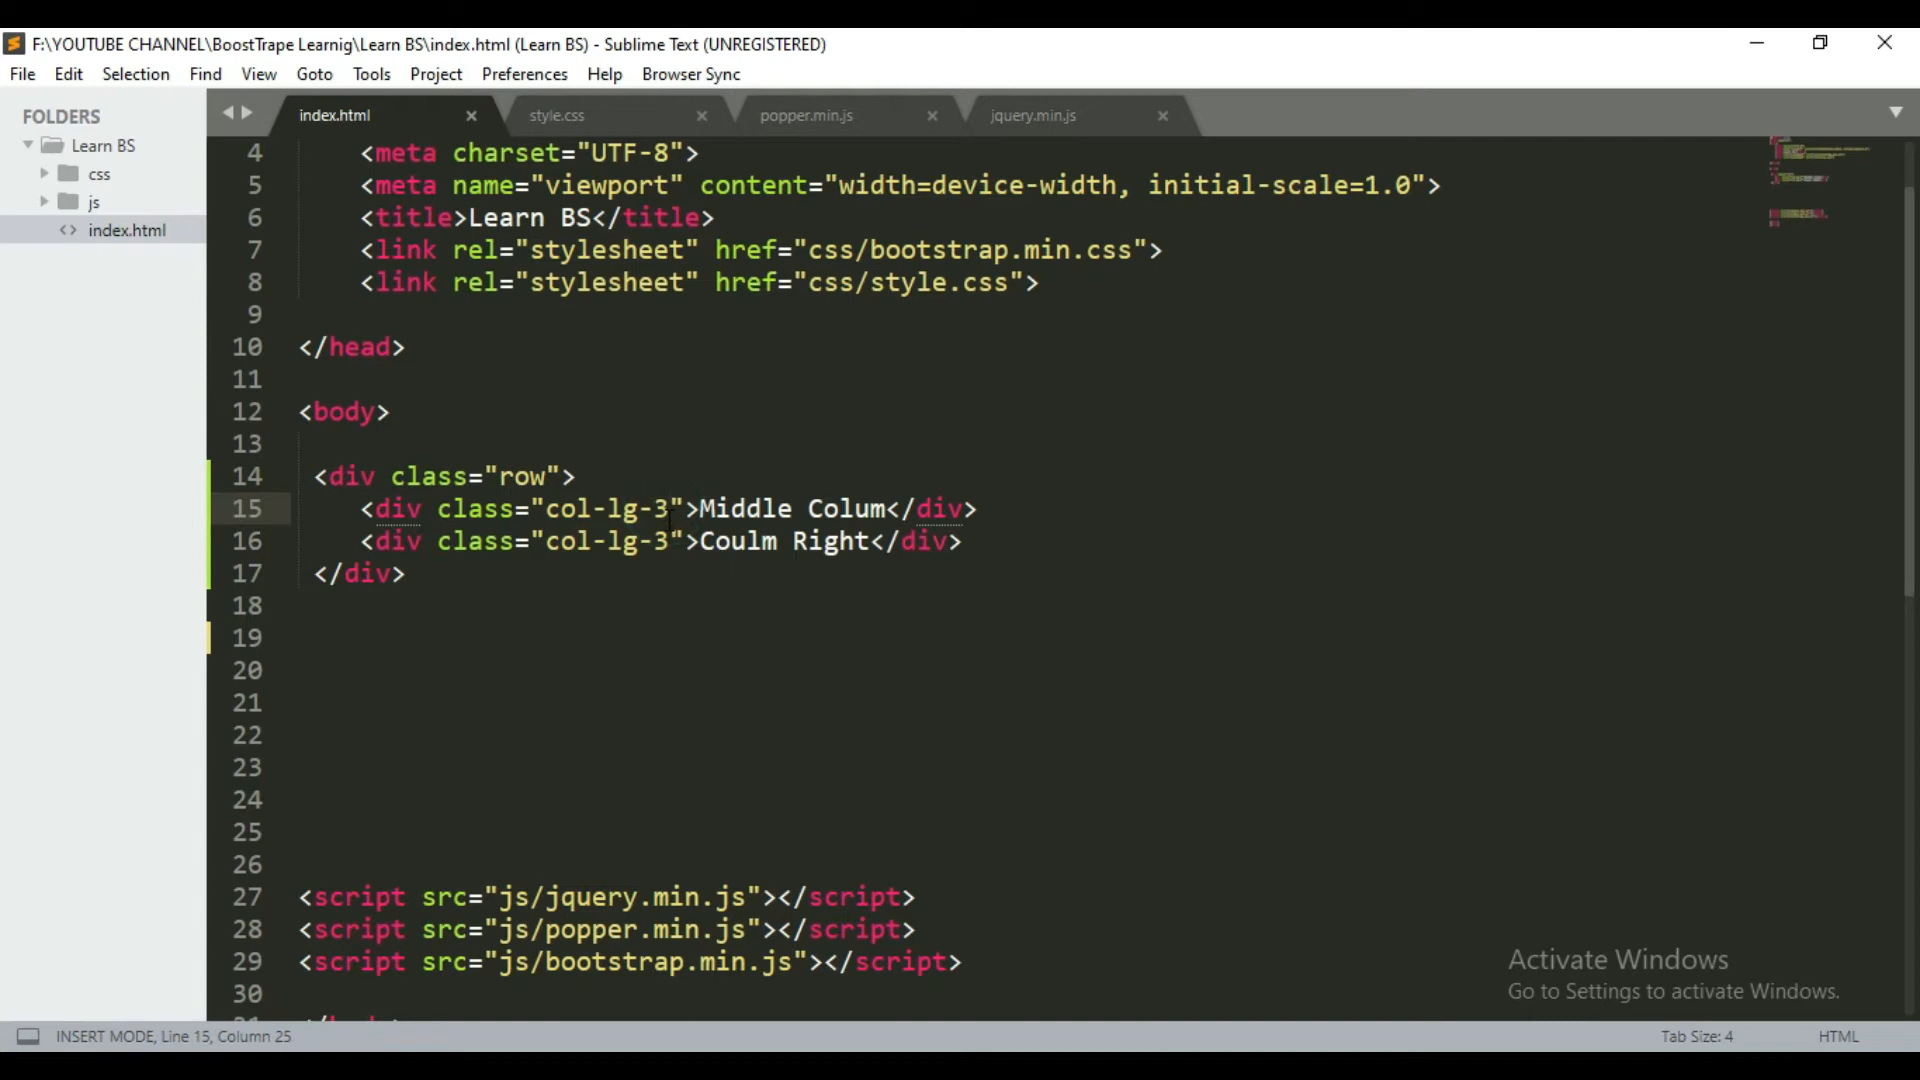 F:\YOUTUBE CHANNEL\BoostTrape Learnig\Learn BS\index.html (Learn BS) - Sublime Text (UNREGISTERED)
File Edit Selection Find View Goto Tools Project Preferences Help Browser Sync
FOLDERS
Learn BS
css
js
index.html
index.html style.css popper.min.js jquery.min.js
4 <meta charset="UTF-8">
5 <meta name="viewport" content="width=device-width, initial-scale=1.0">
6 <title>Learn BS</title>
7 <link rel="stylesheet" href="css/bootstrap.min.css">
8 <link rel="stylesheet" href="css/style.css">
9
10 </head>
11
12 <body>
13
14 <div class="row">
15 <div class="col-lg-3">Middle Colum</div>
16 <div class="col-lg-3">Coulm Right</div>
17 </div>
18
19
20
21
22
23
24
25
26
27 <script src="js/jquery.min.js"></script>
28 <script src="js/popper.min.js"></script>
29 <script src="js/bootstrap.min.js"></script>
30
Activate Windows
Go to Settings to activate Windows.
INSERT MODE, Line 15, Column 25
Tab Size: 4
HTML